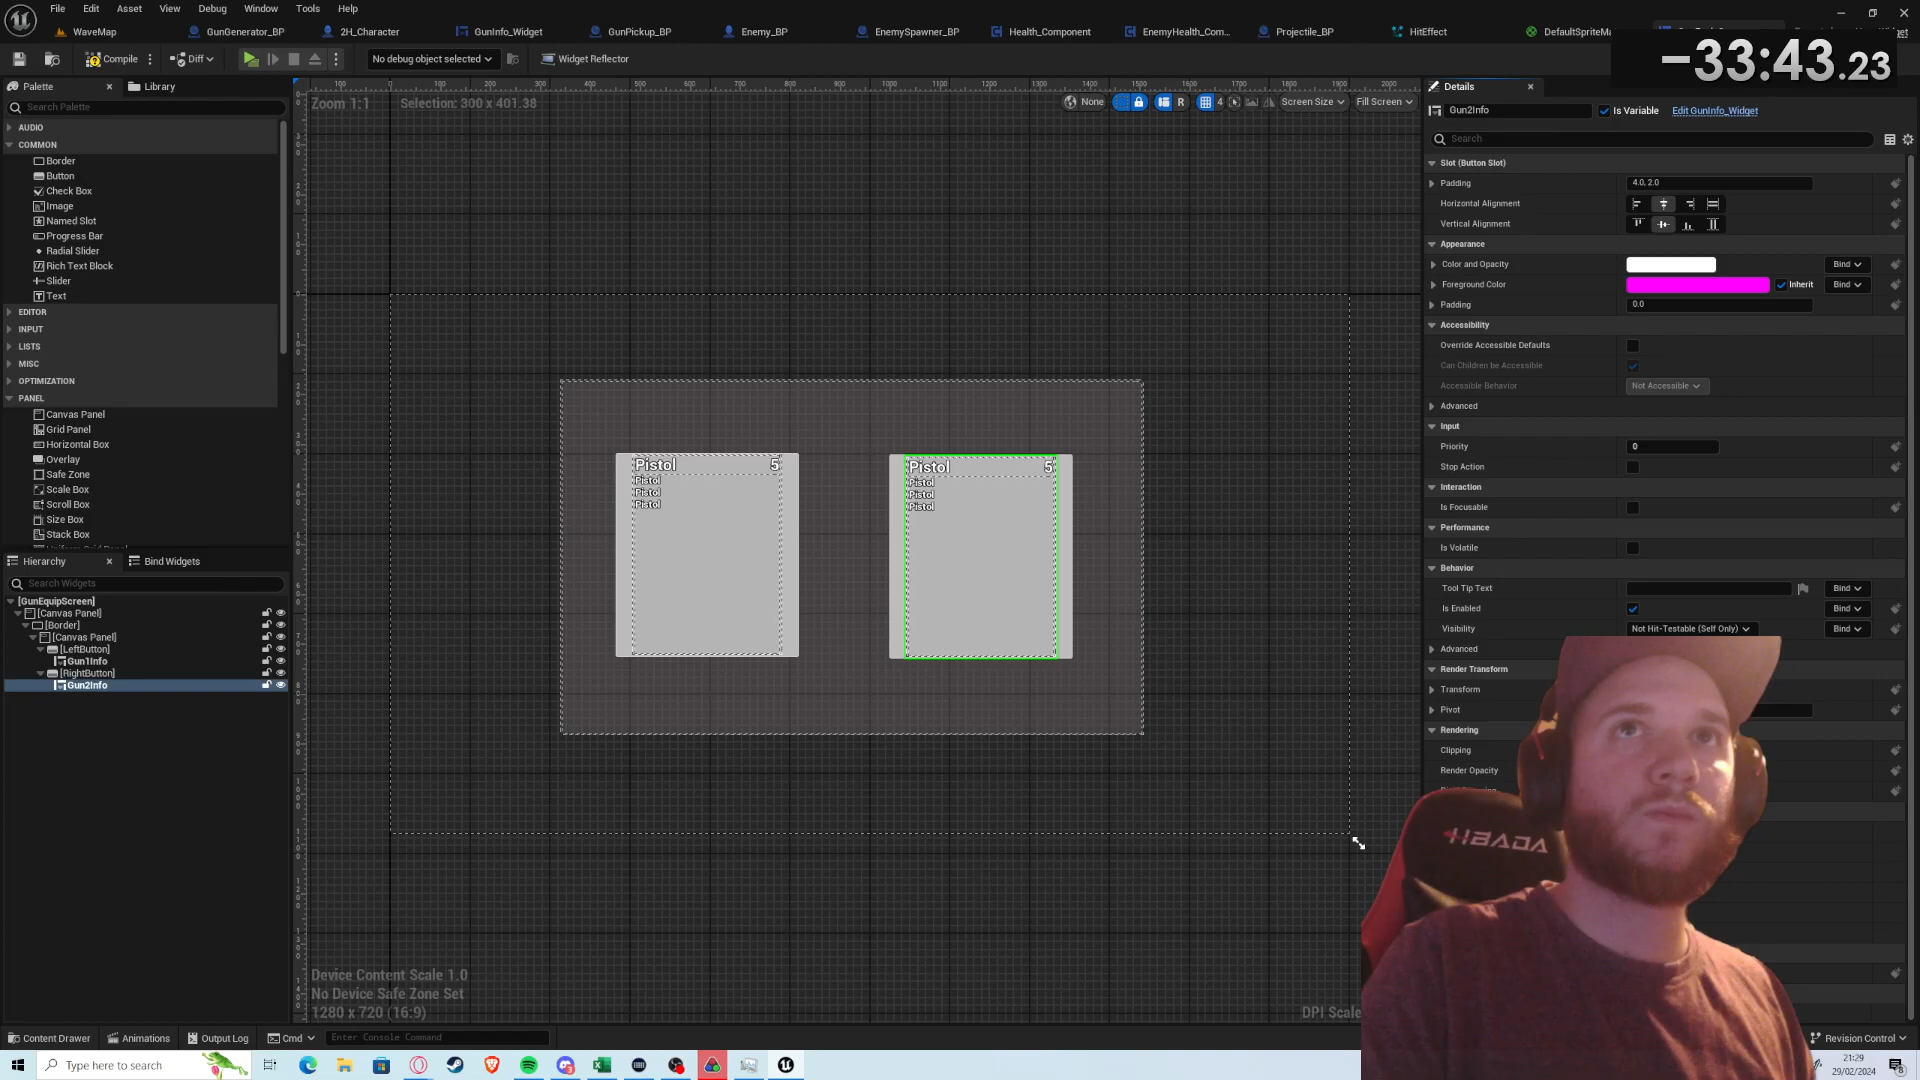 File Edit Asset View Debug Window Tools Help
WaveMap GunGenerator_BP 2H_Character GunInfo_Widget GunPickup_BP Enemy_BP EnemySpawner_BP Health_Component EnemyHealth_Com... Projectile_BP HitEffect DefaultSpriteMa
−33:43.23
Compile Diff No debug object selected Widget Reflector
Palette Library
Search Palette
AUDIO
COMMON
Border
Button
Check Box
Image
Named Slot
Progress Bar
Radial Slider
Rich Text Block
Slider
Text
EDITOR
INPUT
LISTS
MISC
OPTIMIZATION
PANEL
Canvas Panel
Grid Panel
Horizontal Box
Overlay
Safe Zone
Scale Box
Scroll Box
Size Box
Stack Box
Hierarchy Bind Widgets
Search Widgets
[GunEquipScreen]
[Canvas Panel]
[Border]
[Canvas Panel]
[LeftButton]
Gun1Info
[RightButton]
Gun2Info
Zoom 1:1 Selection: 300 x 401.38
None R 4 Screen Size Fill Screen
Pistol 5
Pistol
Pistol
Pistol
Pistol 5
Pistol
Pistol
Pistol
Device Content Scale 1.0
No Device Safe Zone Set
1280 x 720 (16:9)
DPI Scale
Details
Gun2Info Is Variable Edit GunInfo_Widget
Search
Slot (Button Slot)
Padding 4.0, 2.0
Horizontal Alignment
Vertical Alignment
Appearance
Color and Opacity Bind
Foreground Color Inherit Bind
Padding 0.0
Accessibility
Override Accessible Defaults
Can Children be Accessible
Accessible Behavior Not Accessible
Advanced
Input
Priority 0
Stop Action
Interaction
Is Focusable
Performance
Is Volatile
Behavior
Tool Tip Text Bind
Is Enabled Bind
Visibility Not Hit-Testable (Self Only) Bind
Advanced
Render Transform
Transform
Pivot
Rendering
Clipping
Render Opacity
HBADA
Content Drawer Animations Output Log Cmd Enter Console Command Revision Control
Type here to search
21:29
29/02/2024